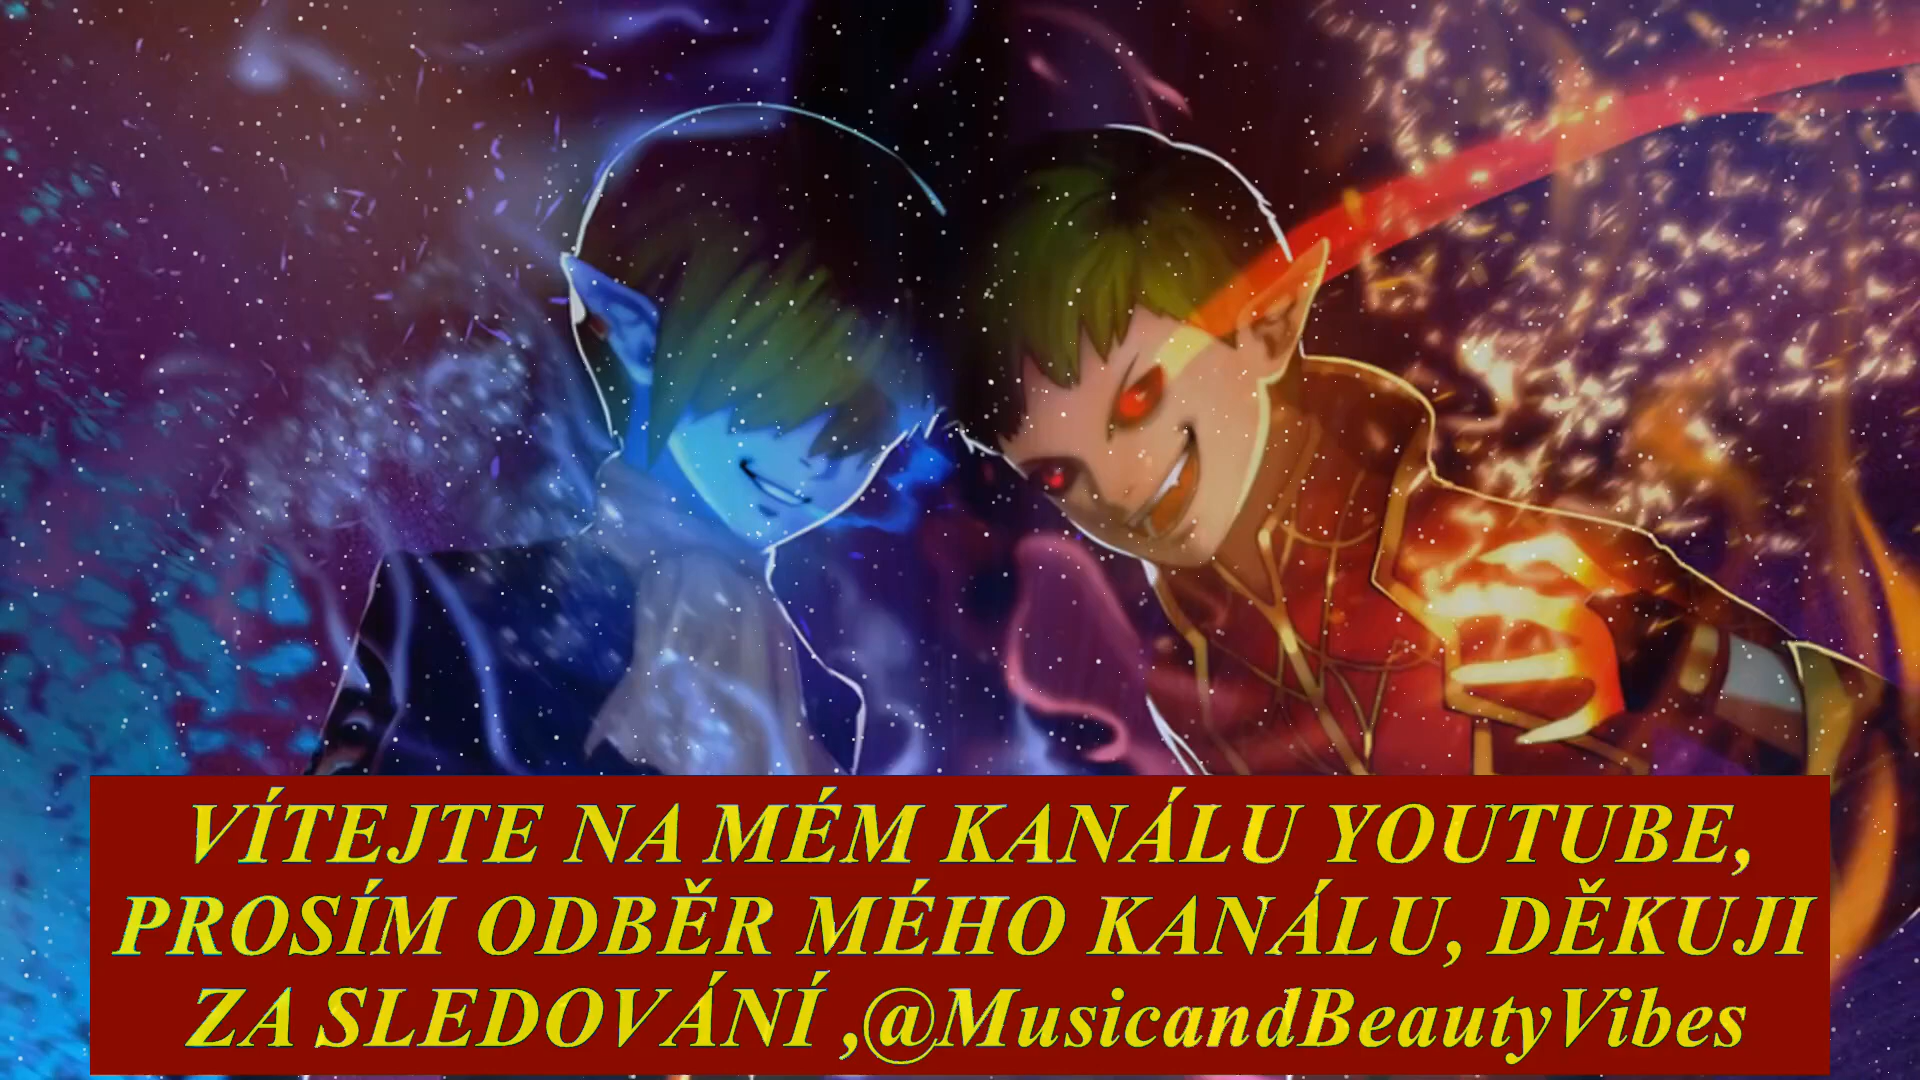 VÍTEJTE NA MÉM KANÁLU YOUTUBE,
PROSÍM ODBĚR MÉHO KANÁLU, DĚKUJI
ZA SLEDOVÁNÍ ,@MusicandBeautyVibes